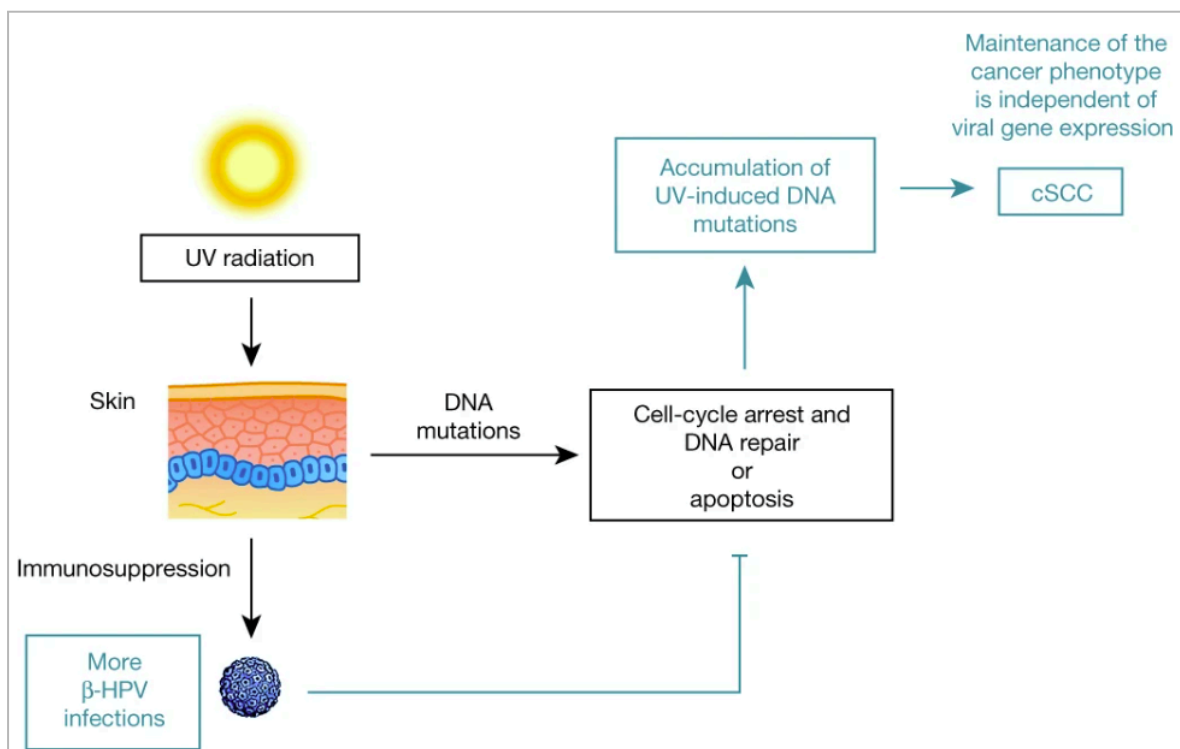 Maintenance of the
cancer phenotype
is independent of
viral gene expression
Accumulation of
UV-induced DNA
mutations
cSCC
UV radiation
Skin
DNA
mutations
Cell-cycle arrest and
DNA repair
or
apoptosis
Immunosuppression
More
β-HPV
infections